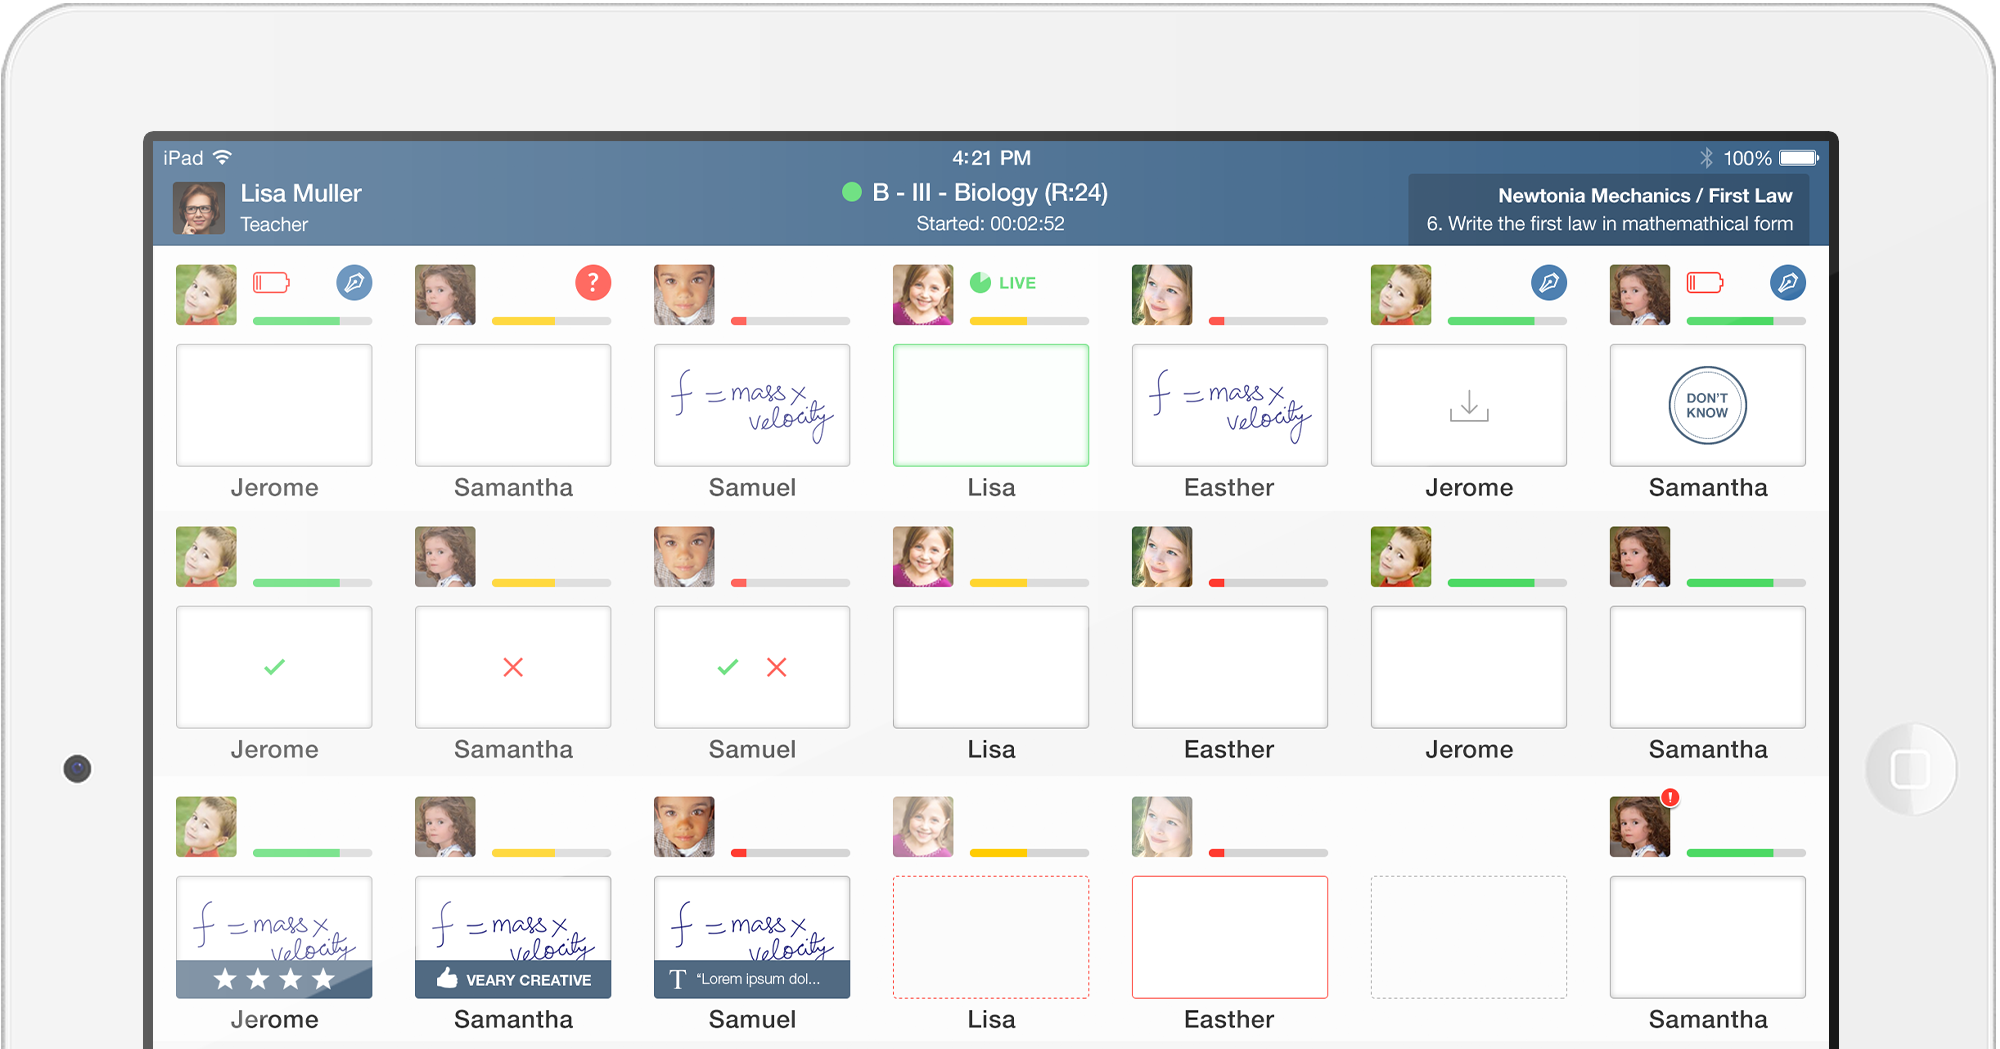 iPad 4:21 PM 100%
Lisa Muller
Teacher
B - III - Biology (R:24)
Started: 00:02:52
Newtonia Mechanics / First Law
6. Write the first law in mathemathical form
?
LIVE
f = mass x
velocity
f = mass x
velocity
DON'T
KNOW
Jerome Samantha Samuel Lisa Easther Jerome Samantha
Jerome Samantha Samuel Lisa Easther Jerome Samantha
!
f = mass x
velocity
f = mass x
velocity
VEARY CREATIVE
f = mass x
velocity
T "Lorem ipsum dol...
Jerome Samantha Samuel Lisa Easther Samantha